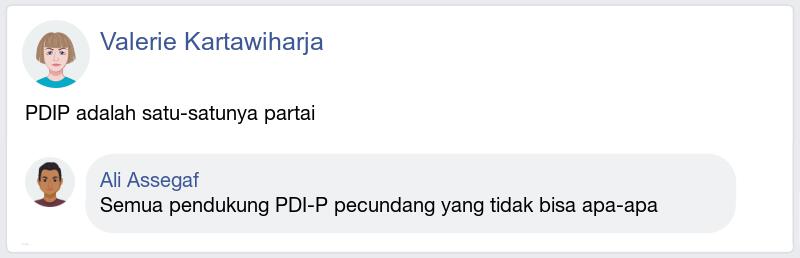 Valerie Kartawiharja
PDIP adalah satu-satunya partai
Ali Assegaf
Semua pendukung PDI-P pecundang yang tidak bisa apa-apa